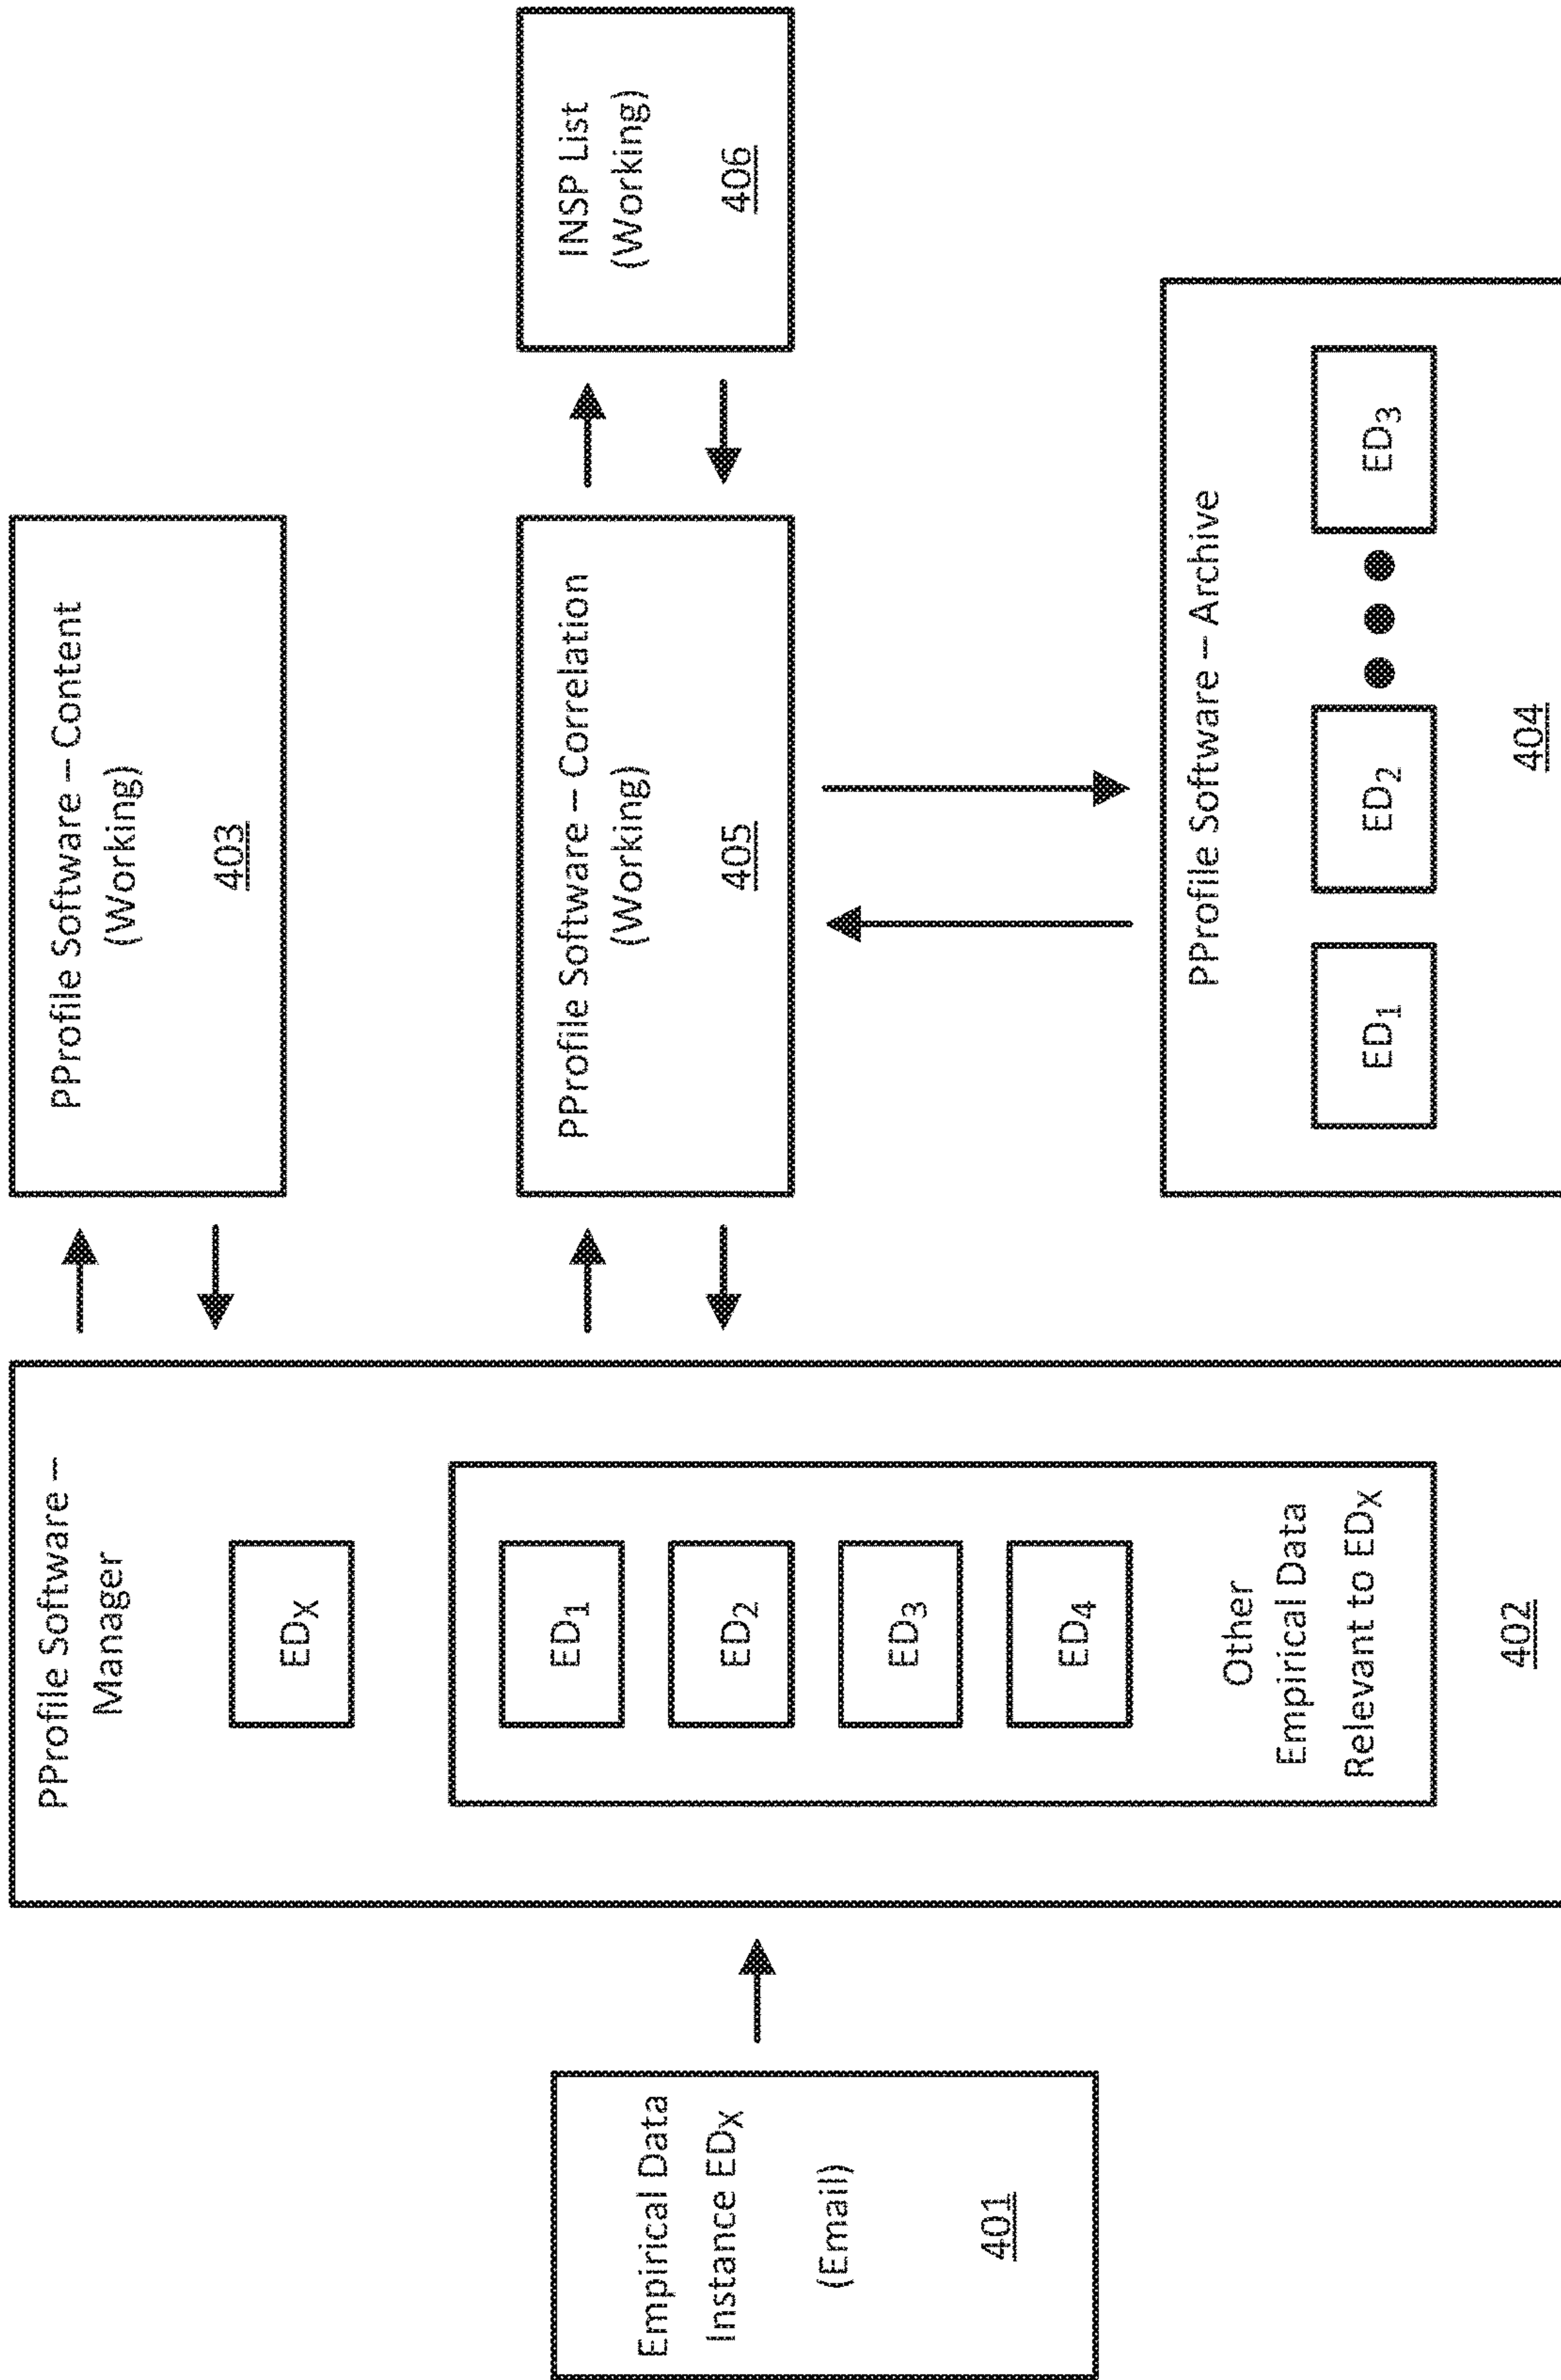 Empirical Data
Instance EDX
(Email)
401
PProfile Software –
Manager
EDX
ED1
ED2
ED3
ED4
Other
Empirical Data
Relevant to EDX
402
PProfile Software – Content
(Working)
403
PProfile Software – Correlation
(Working)
405
INSP List
(Working)
406
PProfile Software – Archive
ED1
ED2
ED3
404